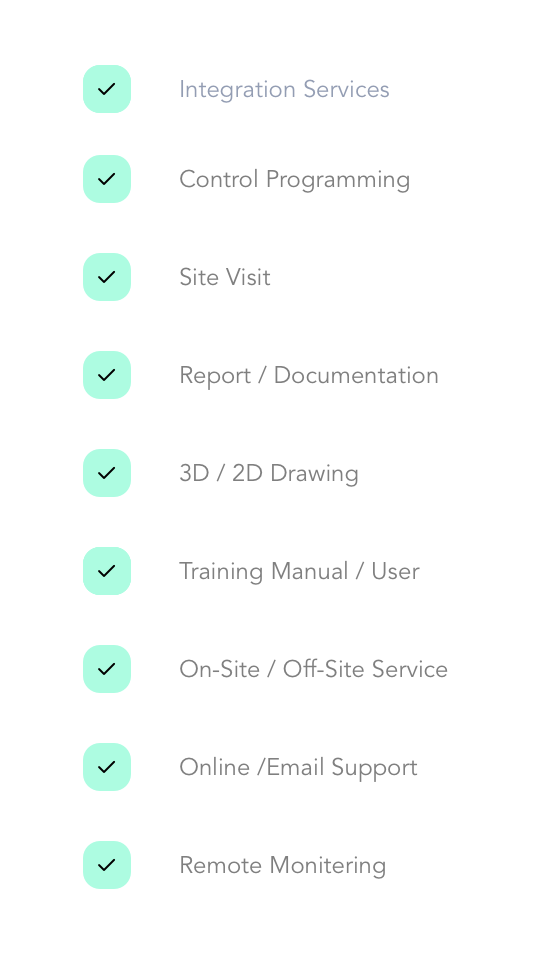 Integration Services
Control Programming
Site Visit
Report / Documentation
3D / 2D Drawing
Training Manual / User
On-Site / Off-Site Service
Online /Email Support
Remote Monitering